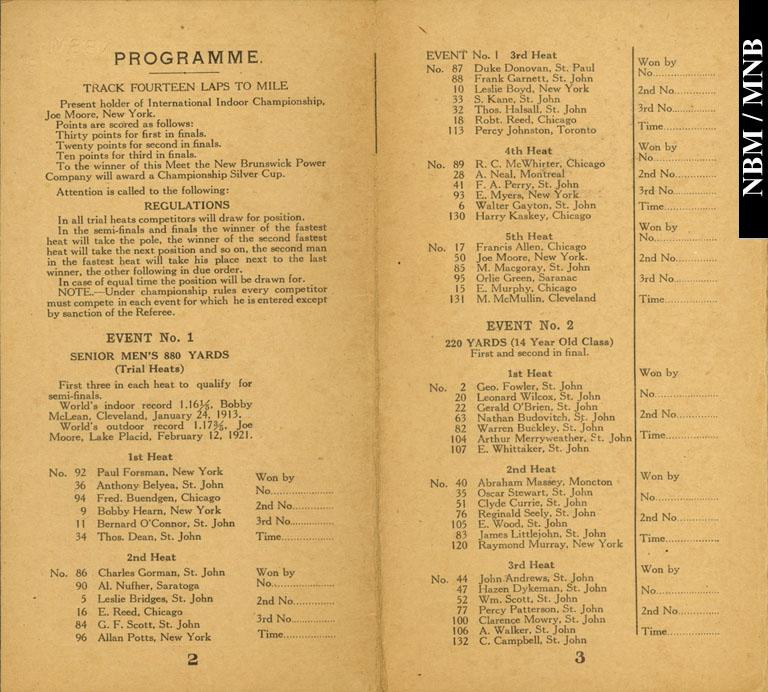 PROGRAMME.
TRACK FOURTEEN LAPS TO MILE
Present holder of International Indoor Championship,
Joe Moore, New York.
Points are scored as follows:
Thirty points for first in finals.
Twenty points for second in finals.
Ten points for third in finals.
To the winner of this Meet the New Brunswick Power
Company will award a Championship Silver Cup.
Attention is called to the following:
REGULATIONS
In all trial heats competitors will draw for position.
In the semi-finals and finals the winner of the fastest
heat will take the pole, the winner of the second fastest
heat will take the next position and so on, the second man
in the fastest heat will take his place next to the last
winner, the other following in due order.
In case of equal time the position will be drawn for.
NOTE.—Under championship rules every competitor
must compete in each event for which he is entered except
by sanction of the Referee.
EVENT No. 1
SENIOR MEN'S 880 YARDS
(Trial Heats)
First three in each heat to qualify for
semi-finals.
World's indoor record Bobby
McLean, Cleveland, January 24, 1913.
World's outdoor record Joe
Moore, Lake Placid, February 12, 1921.
1st Heat
No. 92 Paul Forsman, New York
36 Anthony Belyea, St. John
94 Fred. Buendgen, Chicago
9 Bobby Hearn, New York
11 Bernard O'Connor, St. John
34 Thos. Dean, St. John
Won by
No.....................
2nd No.............
3rd No.............
Time.................
2nd Heat
No. 86 Charles Gorman, St. John
90 Al. Nufher, Saratoga
5 Leslie Bridges, St. John
16 E. Reed, Chicago
84 G. F. Scott, St. John
96 Allan Potts, New York
Won by
No.....................
2nd No.............
3rd No.............
Time.................
2
EVENT No. 1 3rd Heat
No. 87 Duke Donovan, St. Paul
88 Frank Garnett, St. John
10 Leslie Boyd, New York
33 S. Kane, St. John
32 Thos. Halsall, St. John
18 Robt. Reed, Chicago
113 Percy Johnston, Toronto
Won by
No.....................
2nd No.............
3rd No.............
Time.................
4th Heat
No. 89 R. C. McWhirter, Chicago
28 A. Neal, Montreal
41 F. A. Perry, St. John
93 E. Myers, New York
6 Walter Gayton, St. John
130 Harry Kaskey, Chicago
Won by
No.....................
2nd No.............
3rd No.............
Time.................
5th Heat
No. 17 Francis Allen, Chicago
50 Joe Moore, New York.
85 M. Macgoray, St. John
95 Orlie Green, Saranac
15 E. Murphy, Chicago
131 M. McMullin, Cleveland
Won by
No.....................
2nd No.............
3rd No.............
Time.................
EVENT No. 2
220 YARDS (14 Year Old Class)
First and second in final.
1st Heat
No. 2 Geo. Fowler, St. John
20 Leonard Wilcox, St. John
22 Gerald O'Brien, St. John
63 Nathan Budovitch, St. John
82 Warren Buckley, St. John
104 Arthur Merryweather, St. John
107 E. Whittaker, St. John
Won by
No.....................
2nd No.............
Time.................
2nd Heat
No. 40 Abraham Massey, Moncton
35 Oscar Stewart, St. John
51 Clyde Currie, St. John
76 Reginald Seely, St. John
105 E. Wood, St. John
83 James Littlejohn, St. John
120 Raymond Murray, New York
Won by
No.....................
2nd No.............
Time.................
3rd Heat
No. 44 John Andrews, St. John
47 Hazen Dykeman, St. John
52 Wm. Scott, St. John
77 Percy Patterson, St. John
100 Clarence Mowry, St. John
106 A. Walker, St. John
132 C. Campbell, St. John
Won by
No.....................
2nd No.............
Time.................
3
NBM / MNB